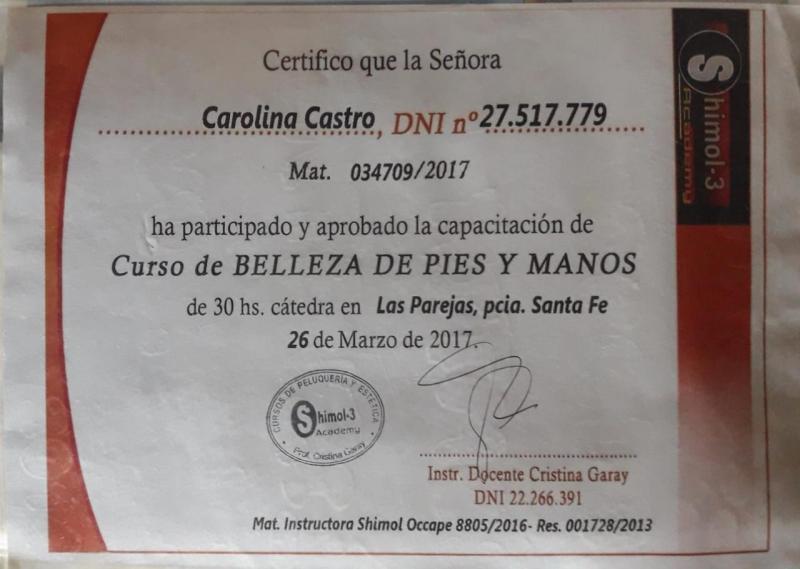 Certifico que la Señora
Carolina Castro, DNI nº 27.517.779
Mat. 034709/2017
ha participado y aprobado la capacitación de
Curso de BELLEZA DE PIES Y MANOS
de 30 hs. cátedra en Las Parejas, pcia. Santa Fe
26 de Marzo de 2017.
CURSOS DE PELUQUERÍA Y ESTÉTICA
Shimol-3
Academy
Prof. Cristina Garay
Instr. Docente Cristina Garay
DNI 22.266.391
Mat. Instructora Shimol Occape 8805/2016- Res. 001728/2013
Shimol-3
Academy